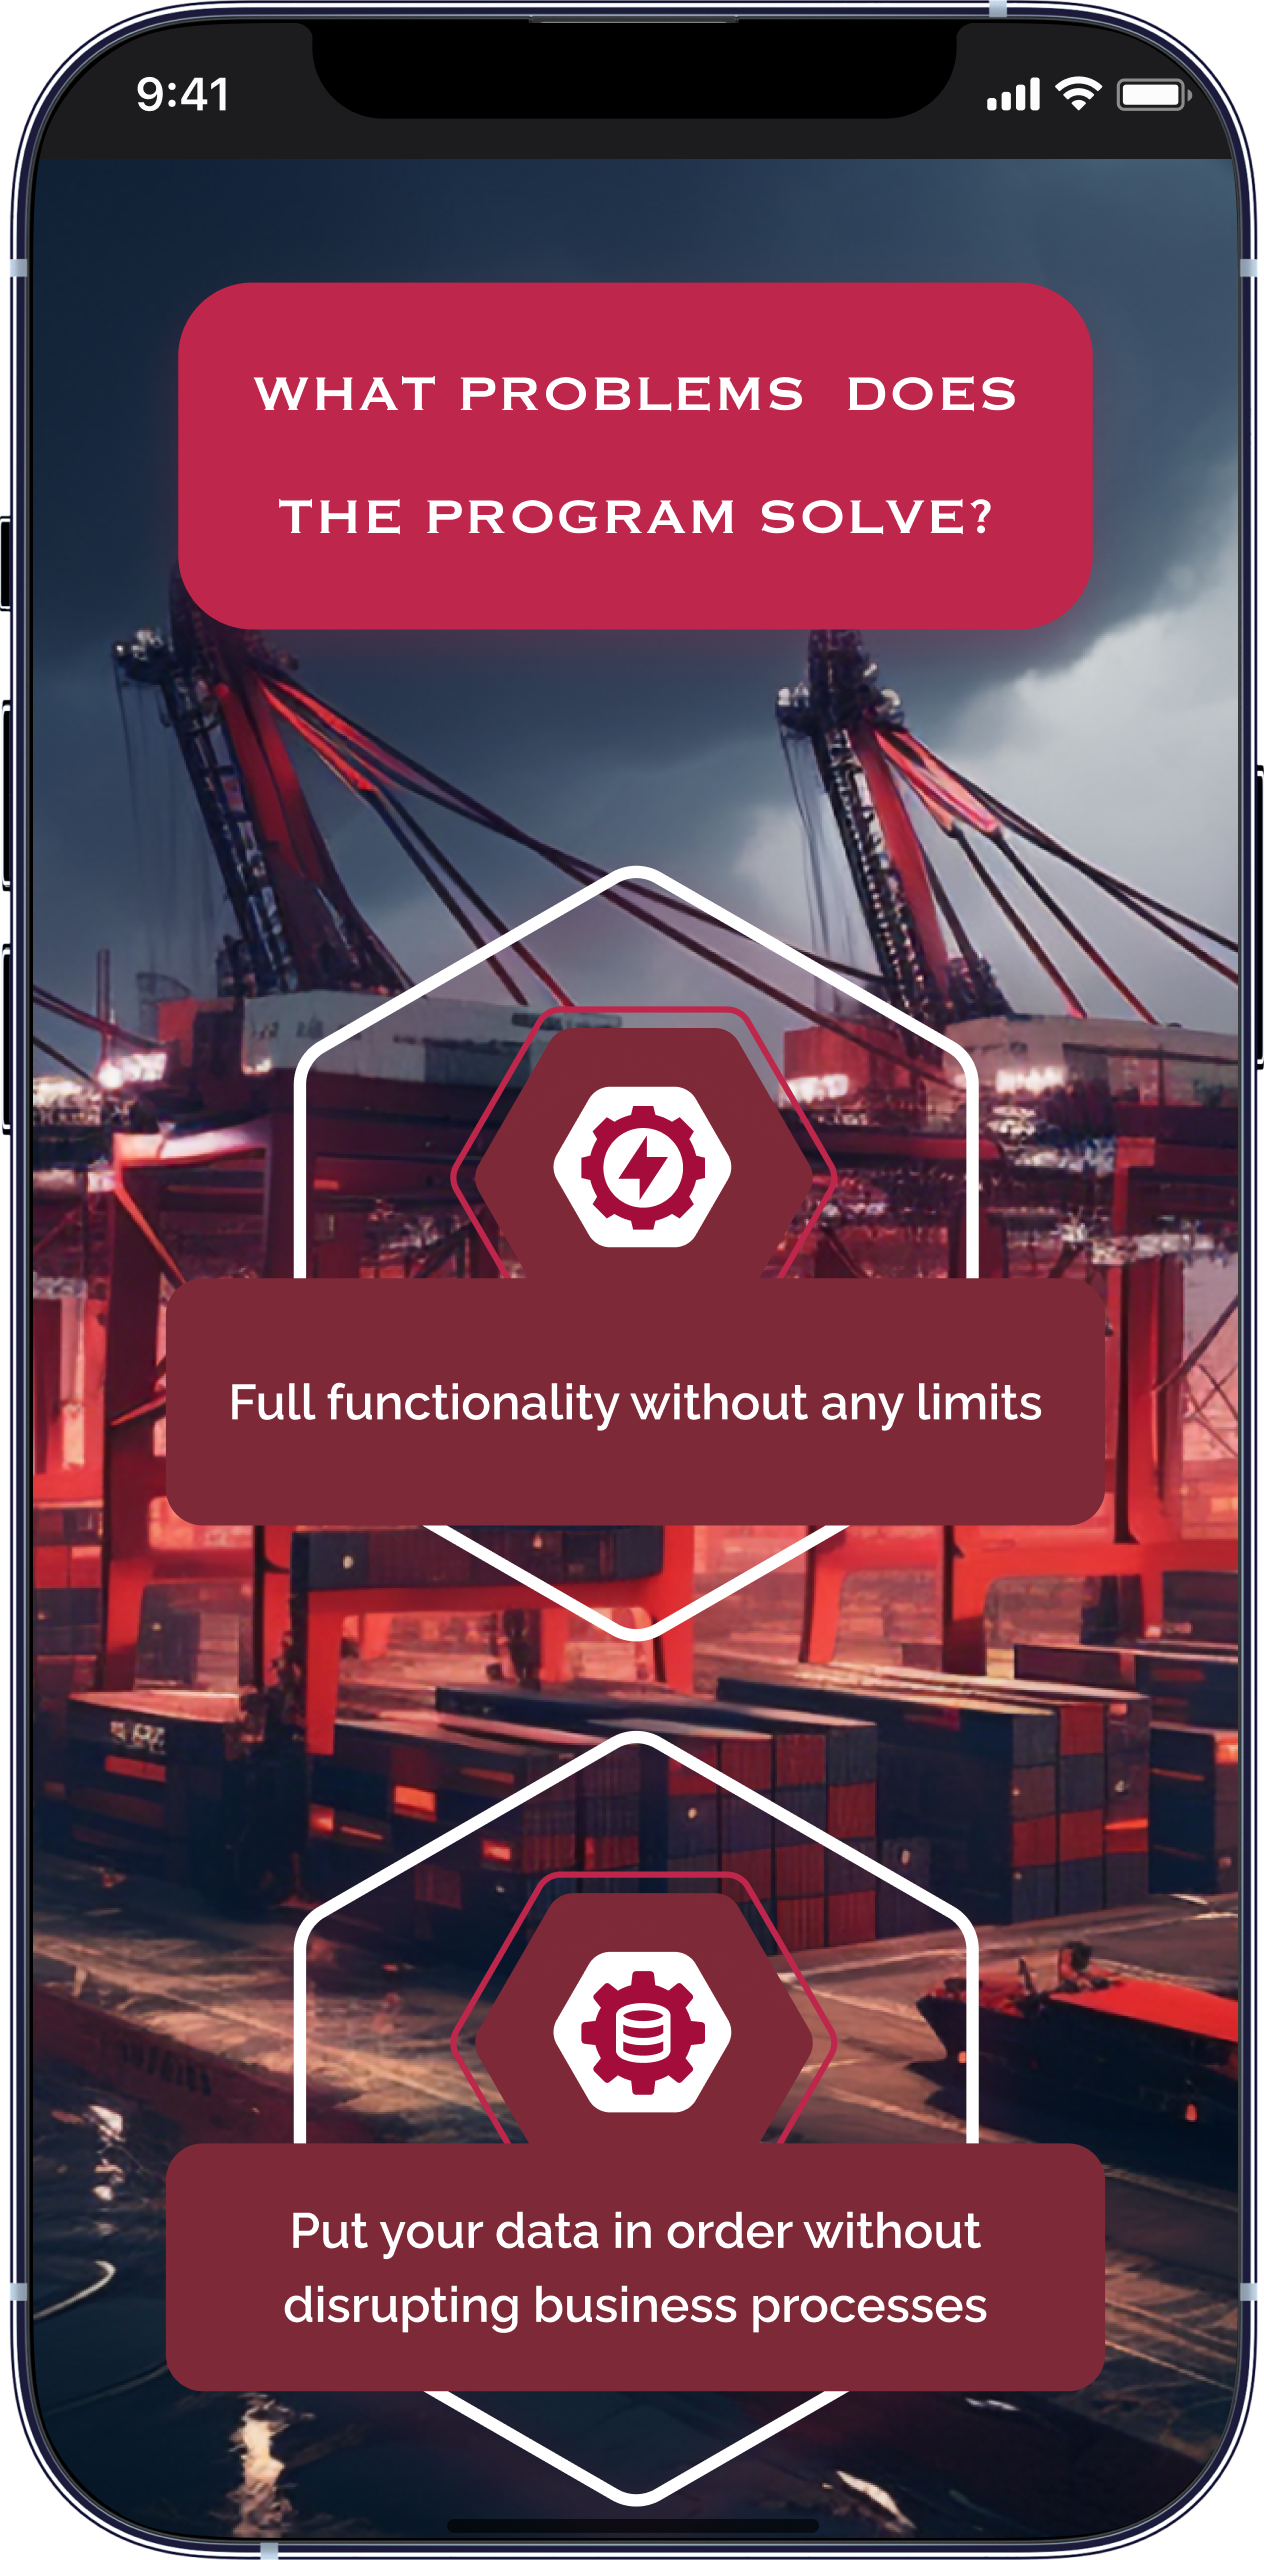 9:41
WHAT PROBLEMS DOES
THE PROGRAM SOLVE?
Full functionality without any limits
Put your data in order without
disrupting business processes